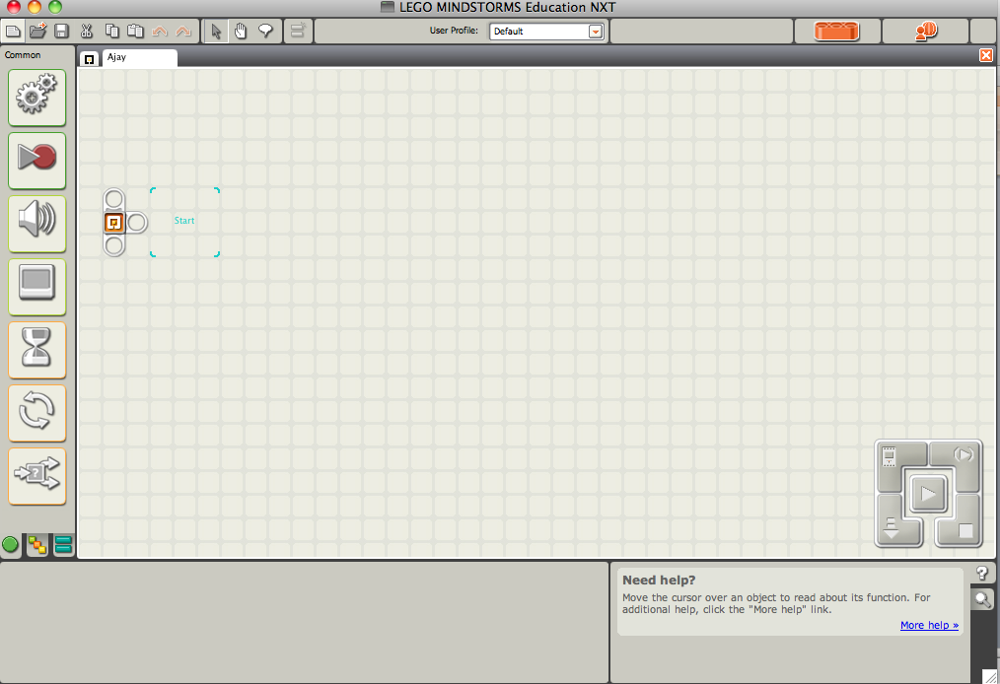 LEGO MINDSTORMS Education NXT
User Profile:
Default
Common
Ajay
Start
?
Need help?
Move the cursor over an object to read about its function. For
additional help, click the "More help" link.
More help »
?